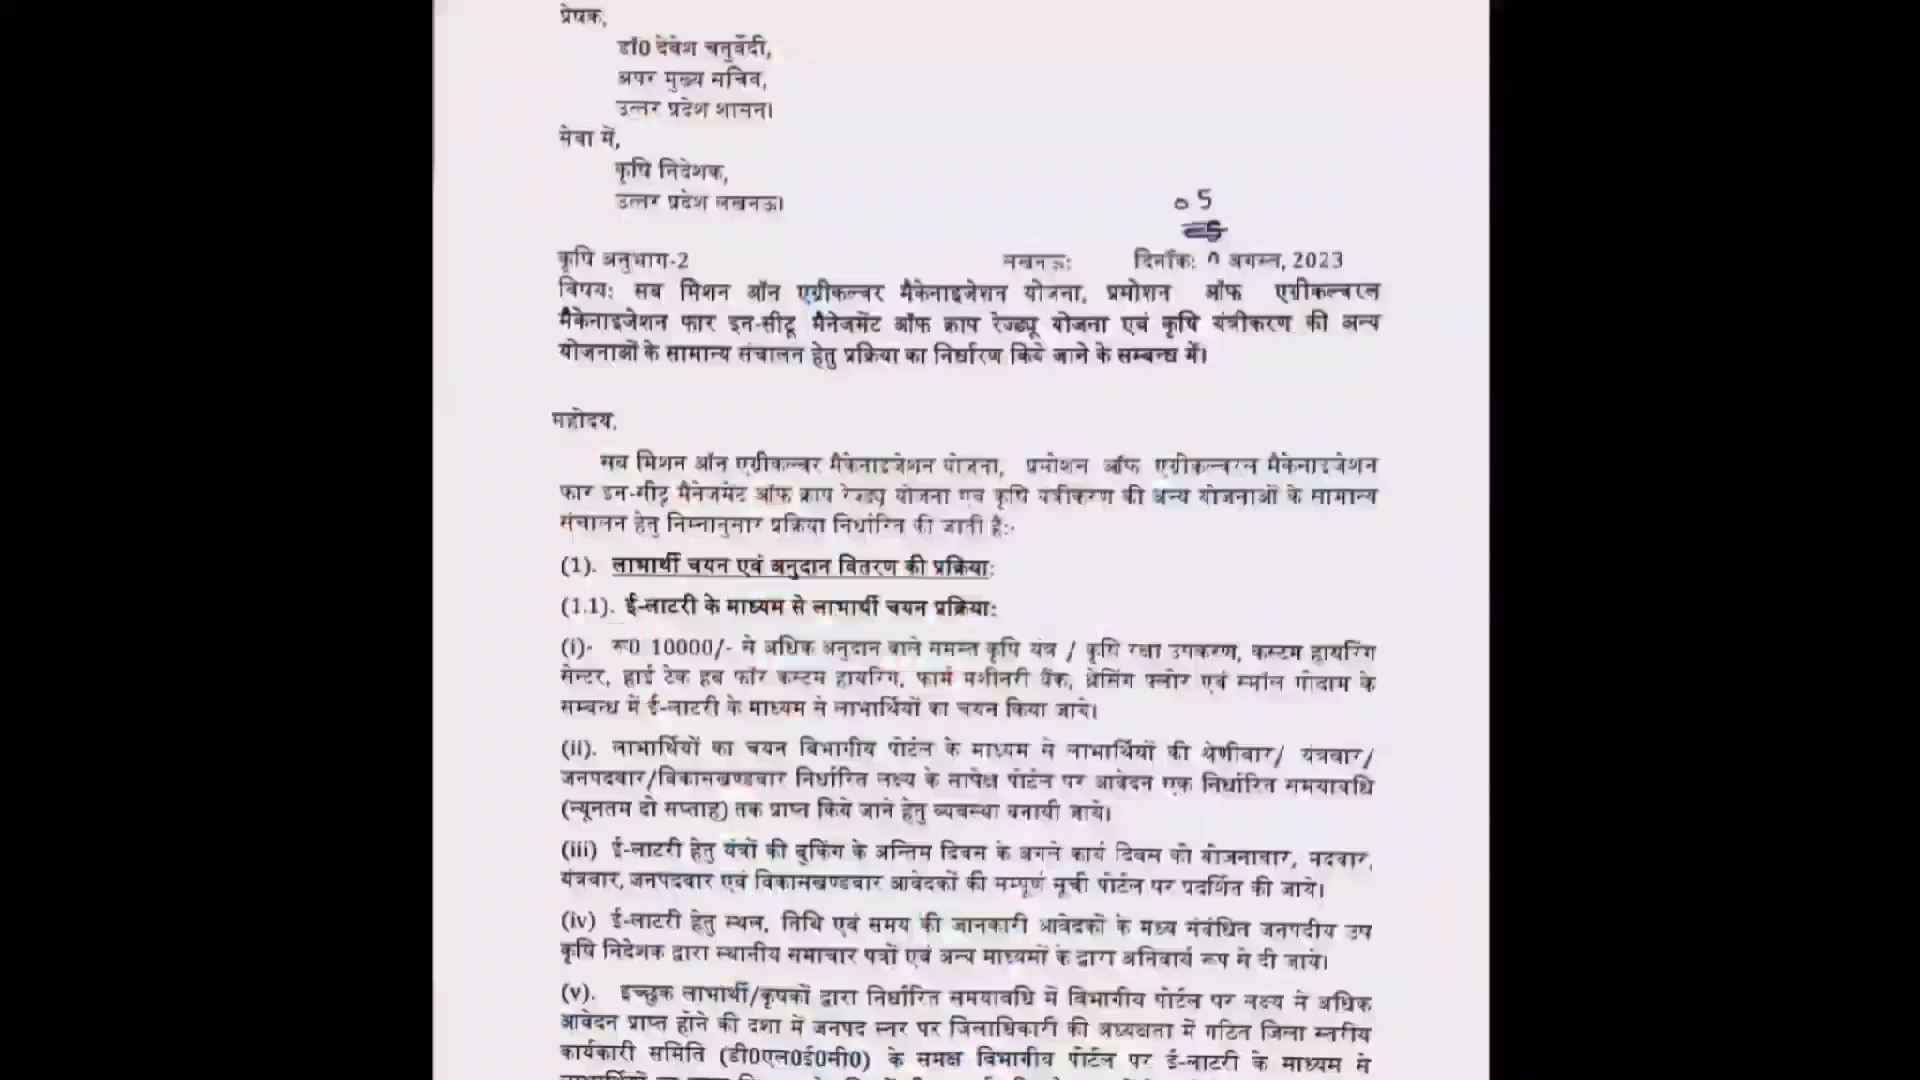 प्रेषक,
डॉ0 देवेश चतुर्वेदी,
अपर मुख्य सचिव,
उत्तर प्रदेश शासन।
सेवा में,
कृषि निदेशक,
उत्तर प्रदेश लखनऊ।
05
कृषि अनुभाग-2 लखनऊ: दिनाँक: अगस्त, 2023
विषय: सब मिशन ऑन एग्रीकल्चर मैकेनाइजेशन योजना, प्रमोशन ऑफ एग्रीकल्चरल
मैकेनाइजेशन फार इन-सीटू मैनेजमेंट ऑफ क्राप रेज्ड्यू योजना एवं कृषि यंत्रीकरण की अन्य
योजनाओं के सामान्य संचालन हेतु प्रक्रिया का निर्धारण किये जाने के सम्बन्ध में।
महोदय,
सब मिशन ऑन एग्रीकल्चर मैकेनाइजेशन योजना, प्रमोशन ऑफ एग्रीकल्चरल मैकेनाइजेशन
फार इन-सीटू मैनेजमेंट ऑफ क्राप रेज्ड्यू योजना एवं कृषि यंत्रीकरण की अन्य योजनाओं के सामान्य
संचालन हेतु निम्नानुसार प्रक्रिया निर्धारित की जाती है:-
(1). लाभार्थी चयन एवं अनुदान वितरण की प्रक्रिया:
(1.1). ई-लाटरी के माध्यम से लाभार्थी चयन प्रक्रिया:
(i)- रू0 10000/- से अधिक अनुदान वाले समस्त कृषि यंत्र / कृषि रक्षा उपकरण, कस्टम हायरिंग
सेन्टर, हाई टेक हब फॉर कस्टम हायरिंग, फार्म मशीनरी बैंक, थ्रेसिंग फ्लोर एवं स्मॉल गोदाम के
सम्बन्ध में ई-लाटरी के माध्यम से लाभार्थियों का चयन किया जाये।
(ii). लाभार्थियों का चयन विभागीय पोर्टल के माध्यम से लाभार्थियों की श्रेणीवार/ यंत्रवार/
जनपदवार/विकासखण्डवार निर्धारित लक्ष्य के सापेक्ष पोर्टल पर आवेदन एक निर्धारित समयावधि
(न्यूनतम दो सप्ताह) तक प्राप्त किये जाने हेतु व्यवस्था बनायी जाये।
(iii) ई-लाटरी हेतु यंत्रों की बुकिंग के अन्तिम दिवस के अगले कार्य दिवस को योजनावार, मदवार,
यंत्रवार, जनपदवार एवं विकासखण्डवार आवेदकों की सम्पूर्ण सूची पोर्टल पर प्रदर्शित की जाये।
(iv) ई-लाटरी हेतु स्थल, तिथि एवं समय की जानकारी आवेदकों के मध्य संबंधित जनपदीय उप
कृषि निदेशक द्वारा स्थानीय समाचार पत्रों एवं अन्य माध्यमों के द्वारा अनिवार्य रूप से दी जाये।
(v). इच्छुक लाभार्थी/कृषकों द्वारा निर्धारित समयावधि में विभागीय पोर्टल पर लक्ष्य से अधिक
आवेदन प्राप्त होने की दशा में जनपद स्तर पर जिलाधिकारी की अध्यक्षता में गठित जिला स्तरीय
कार्यकारी समिति (डी0एल0ई0सी0) के समक्ष विभागीय पोर्टल पर ई-लाटरी के माध्यम से